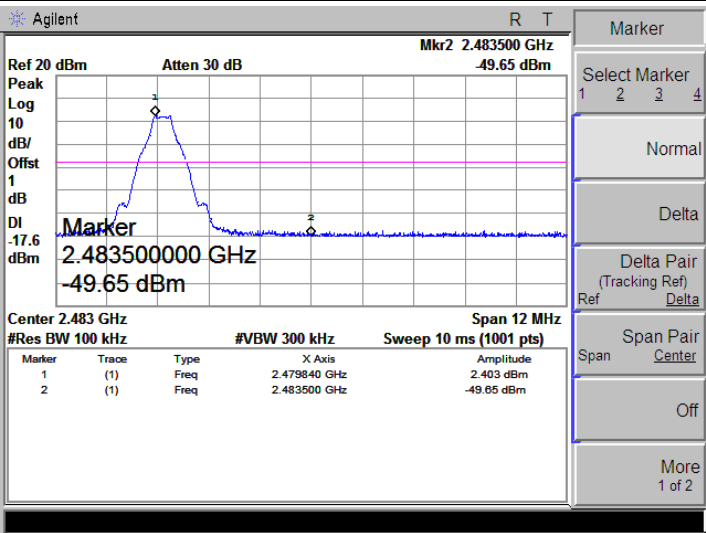 Agilent R T
Mkr2 2.483500 GHz
Ref 20 dBm Atten 30 dB -49.65 dBm
Peak
Log
10
dB/
Offst
1
dB
DI
-17.6
dBm
1
2
Marker
2.483500000 GHz
-49.65 dBm
Center 2.483 GHz Span 12 MHz
#Res BW 100 kHz #VBW 300 kHz Sweep 10 ms (1001 pts)
Marker Trace Type X Axis Amplitude
1 (1) Freq 2.479840 GHz 2.403 dBm
2 (1) Freq 2.483500 GHz -49.65 dBm
Marker
Select Marker
1 2 3 4
Normal
Delta
Delta Pair
(Tracking Ref)
Ref Delta
Span Pair
Span Center
Off
More
1 of 2